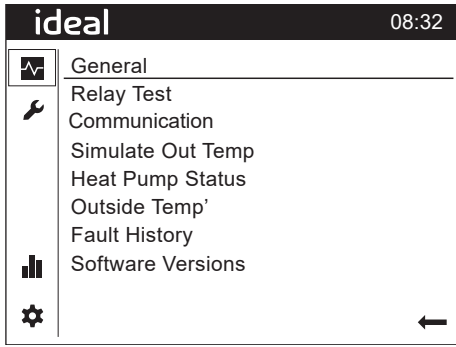 ideal 08:32
General
Relay Test
Communication
Simulate Out Temp
Heat Pump Status
Outside Temp'
Fault History
Software Versions